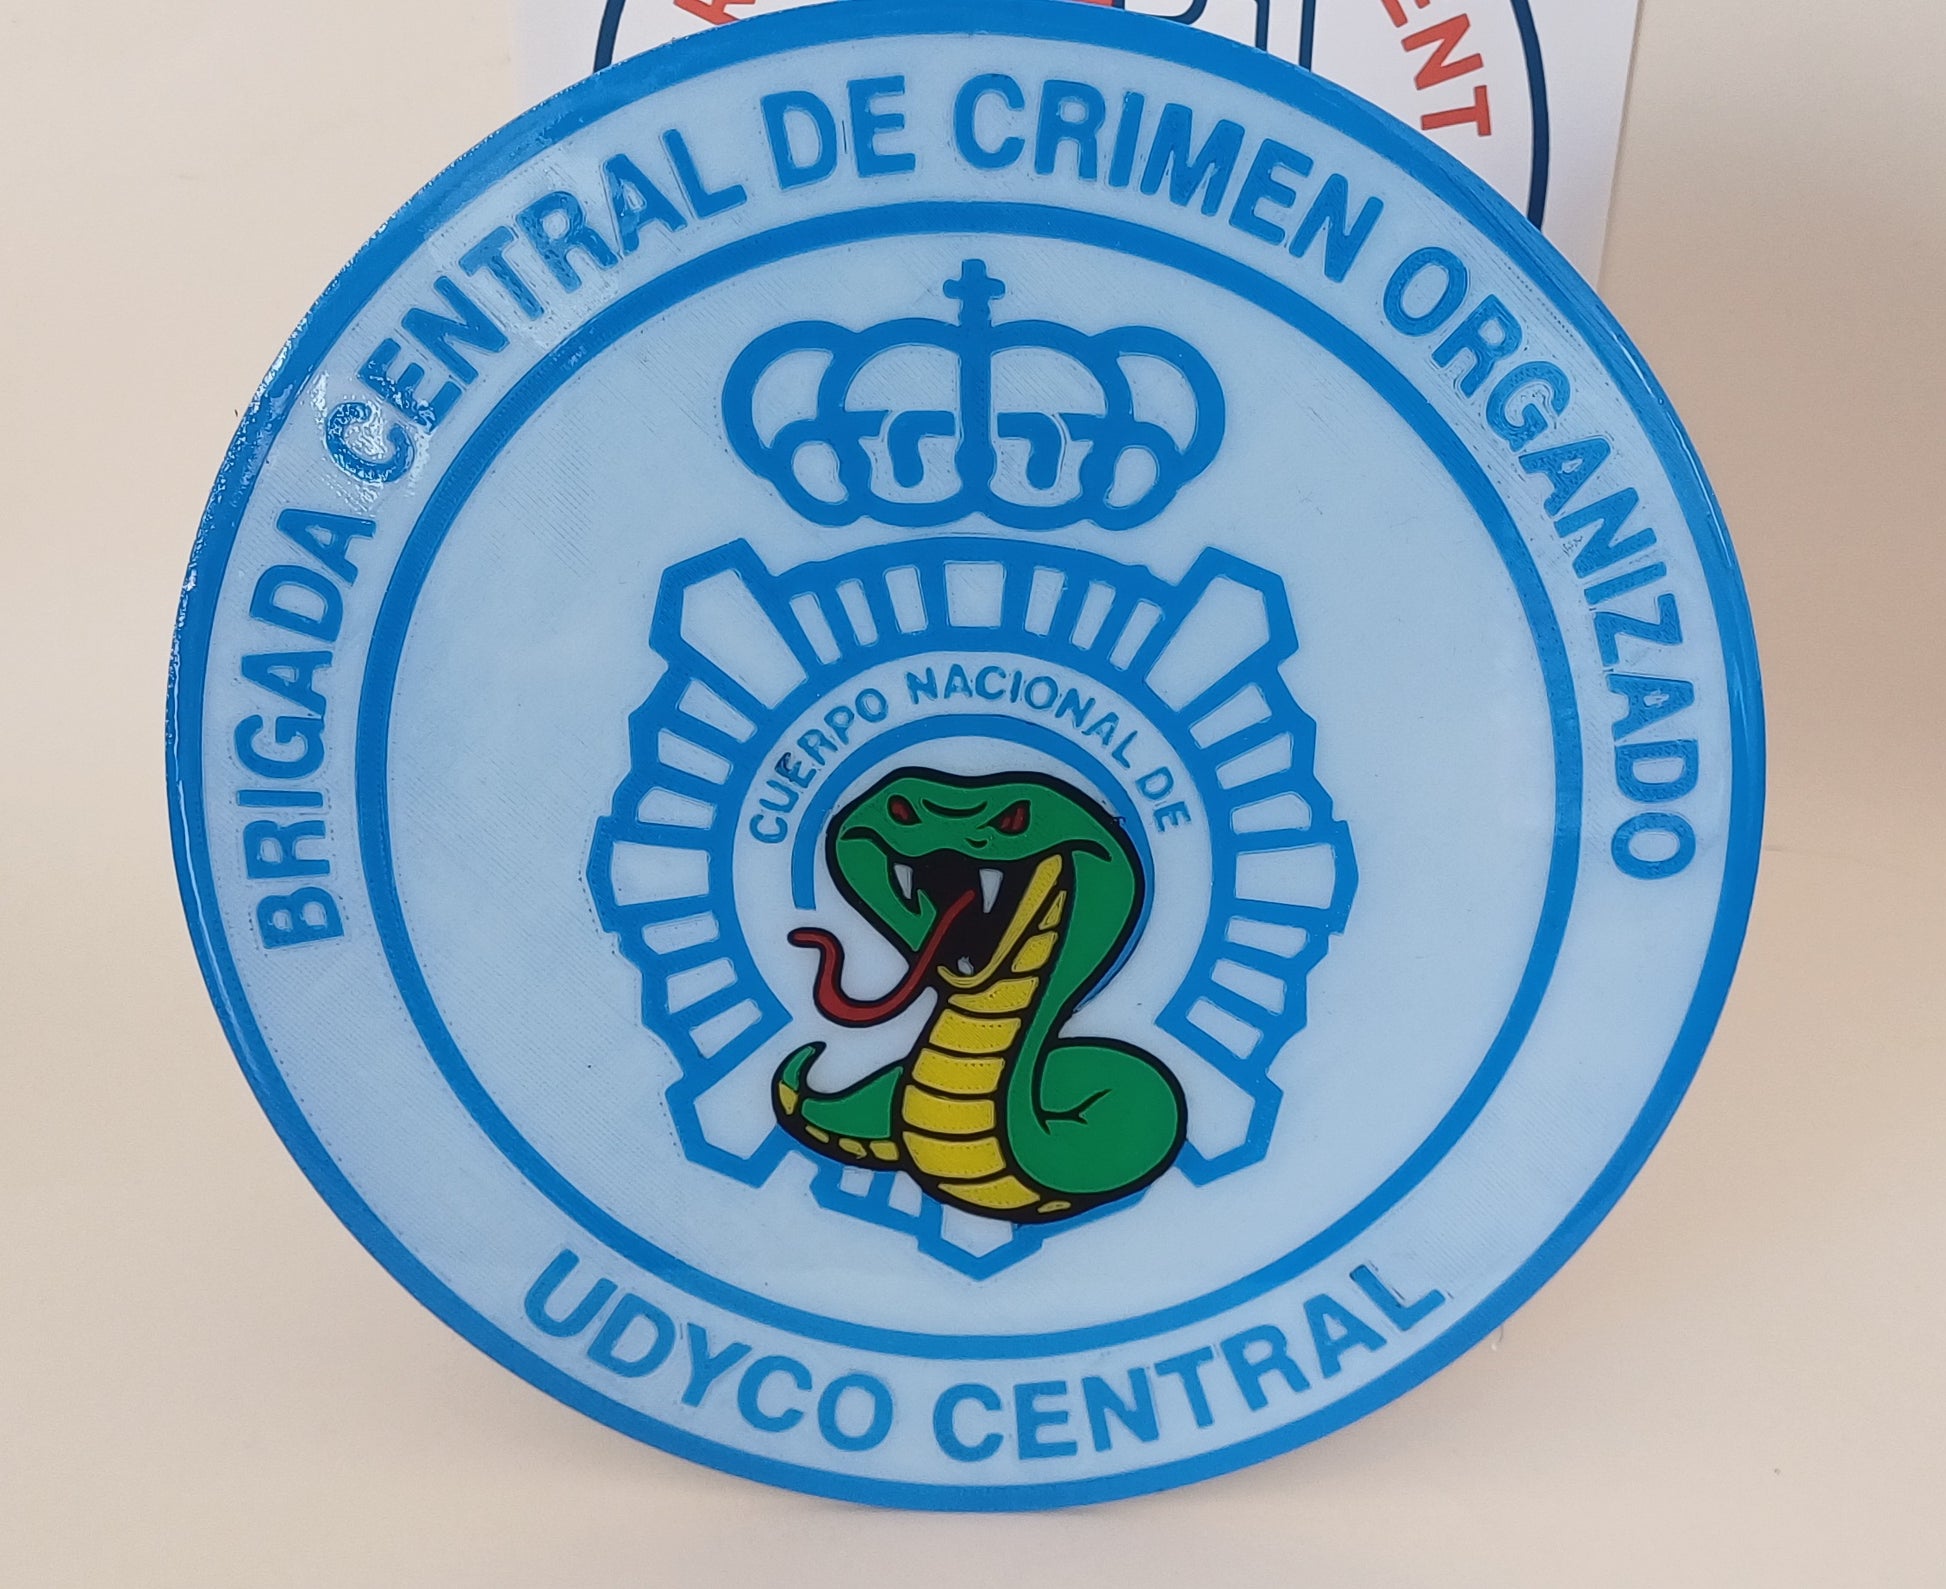 BRIGADA CENTRAL DE CRIMEN ORGANIZADO
CUERPO NACIONAL DE
UDYCO CENTRAL